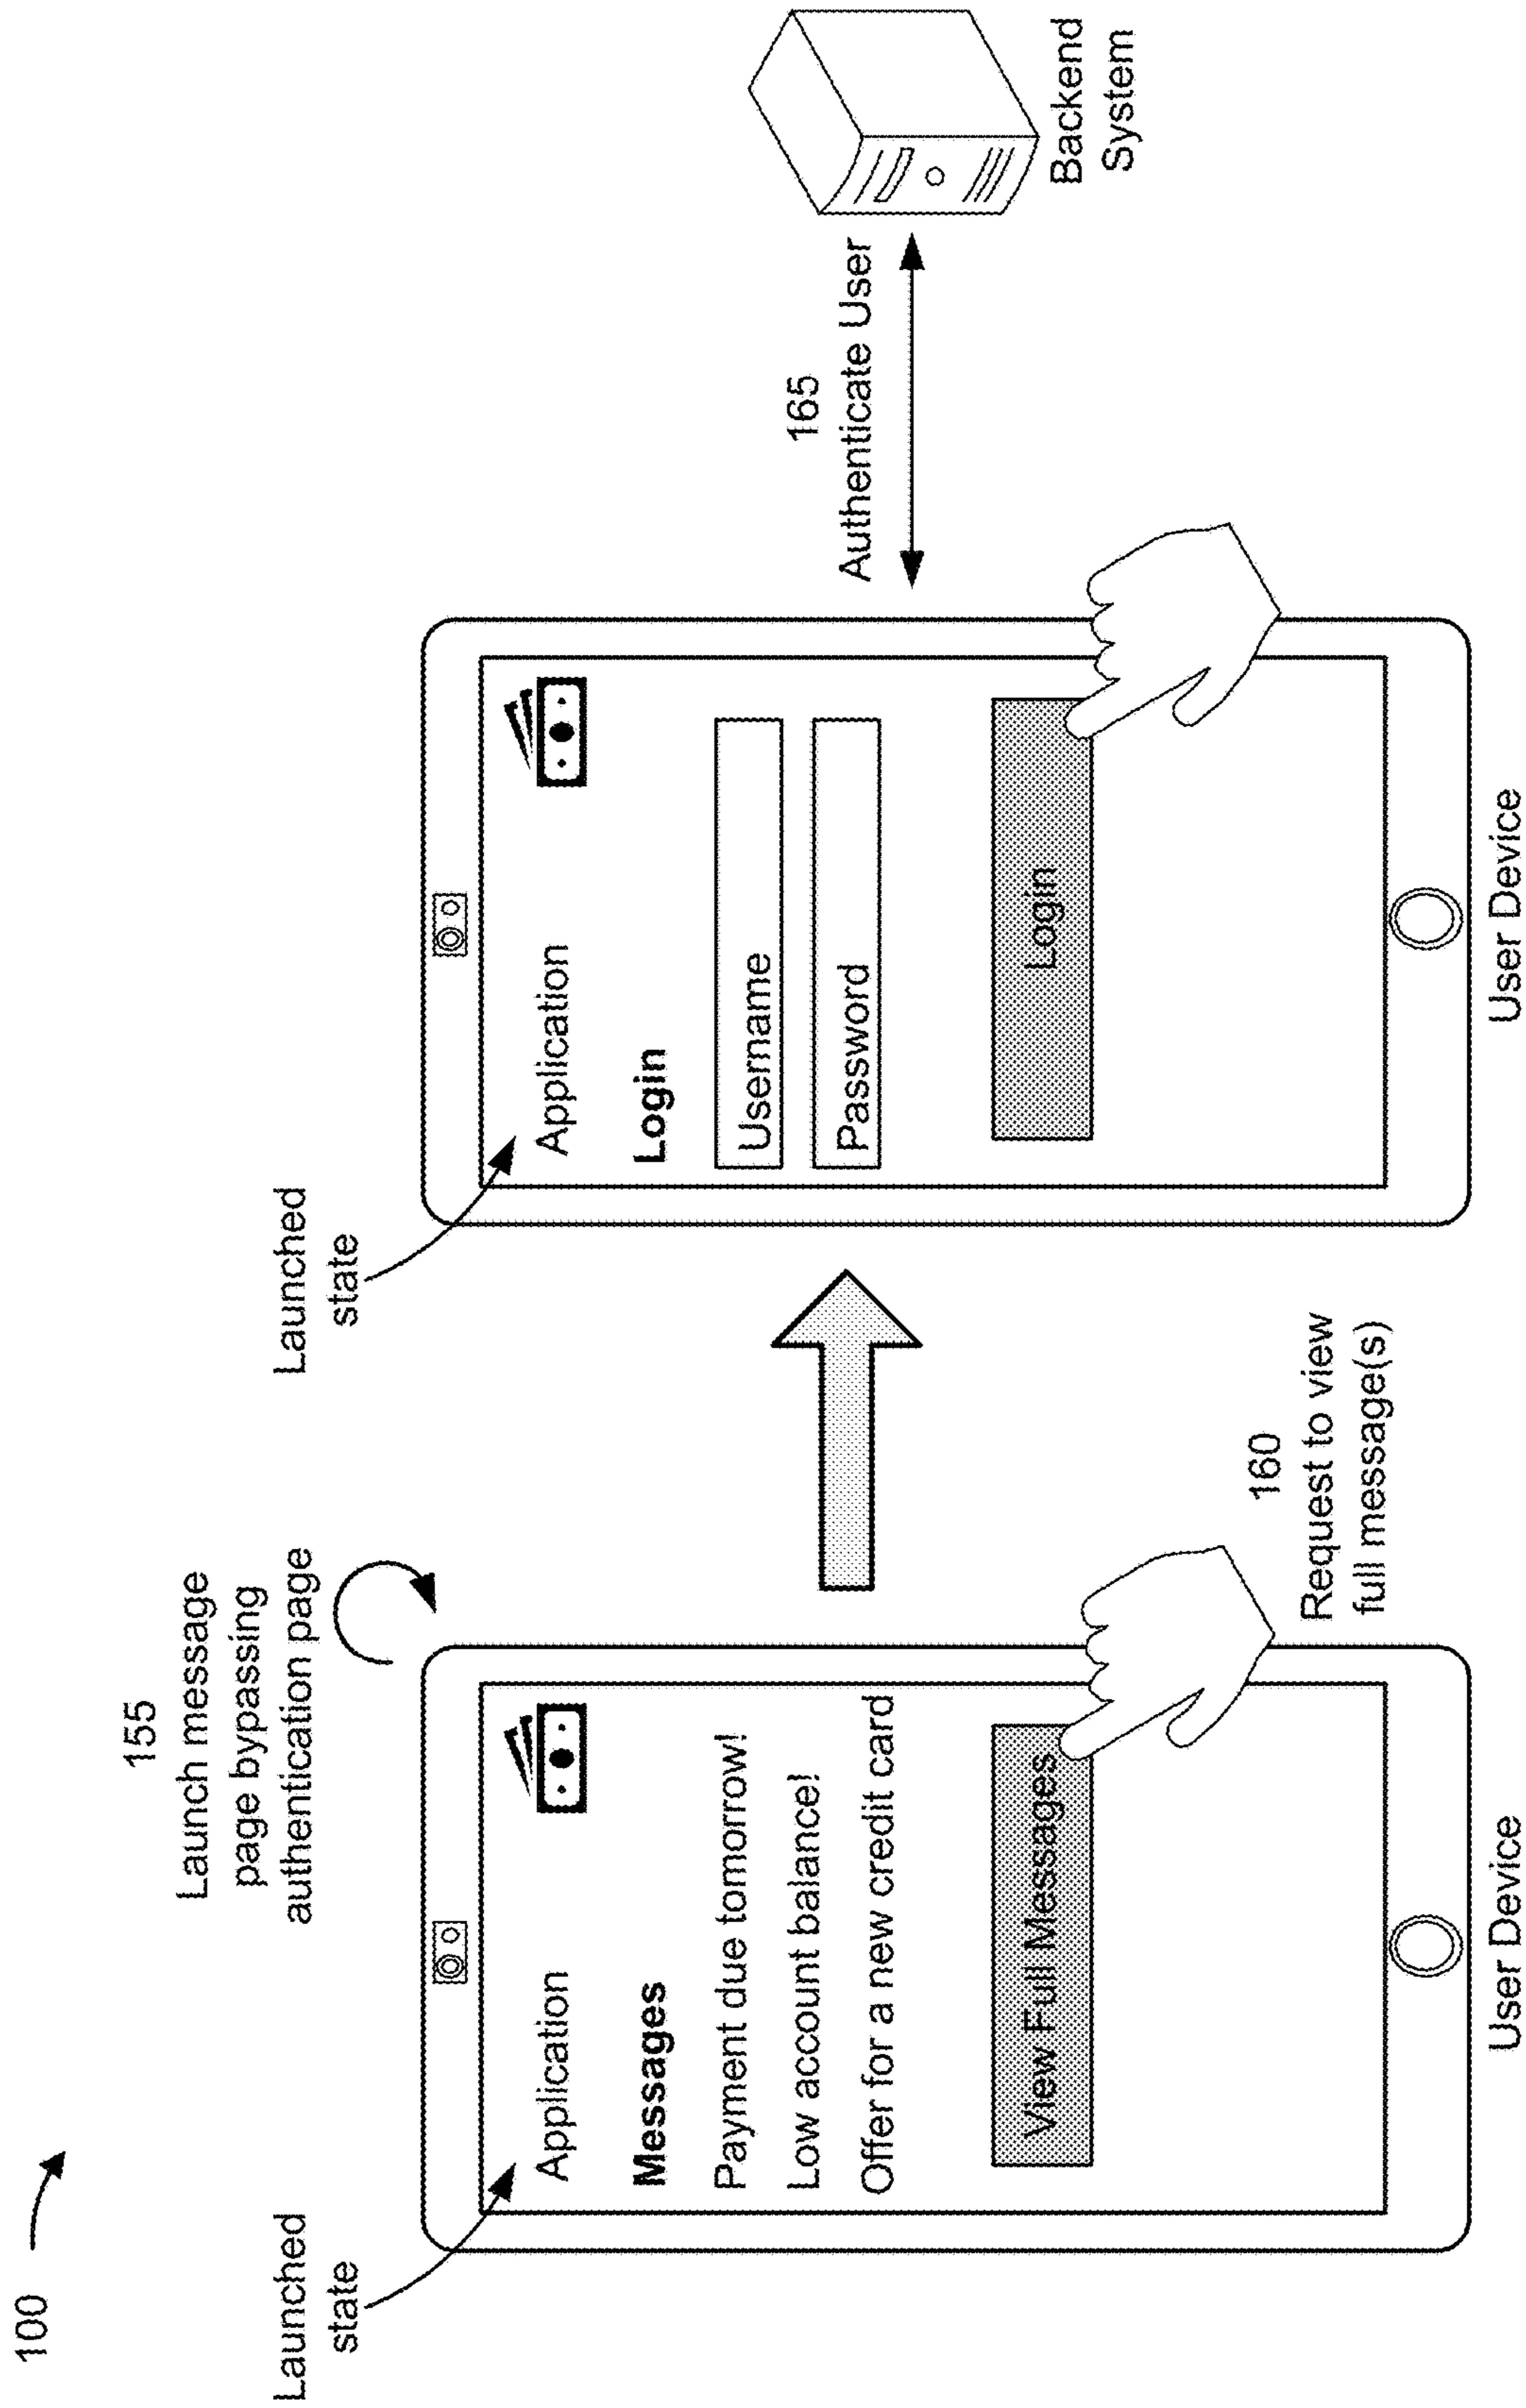 100
155
Launch message
page bypassing
authentication page
Launched
state
Application
Messages
Payment due tomorrow!
Low account balance!
Offer for a new credit card
View Full Messages
User Device
160
Request to view
full message(s)
Launched
state
Application
Login
Username
Password
Login
User Device
165
Authenticate User
Backend
System